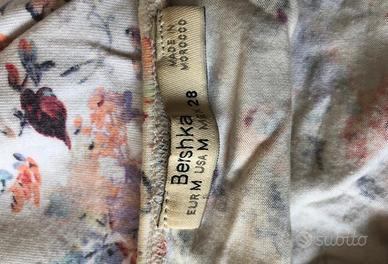 MADE IN
MOROCCO
Bershka
EUR M USA M MEX 28
subito